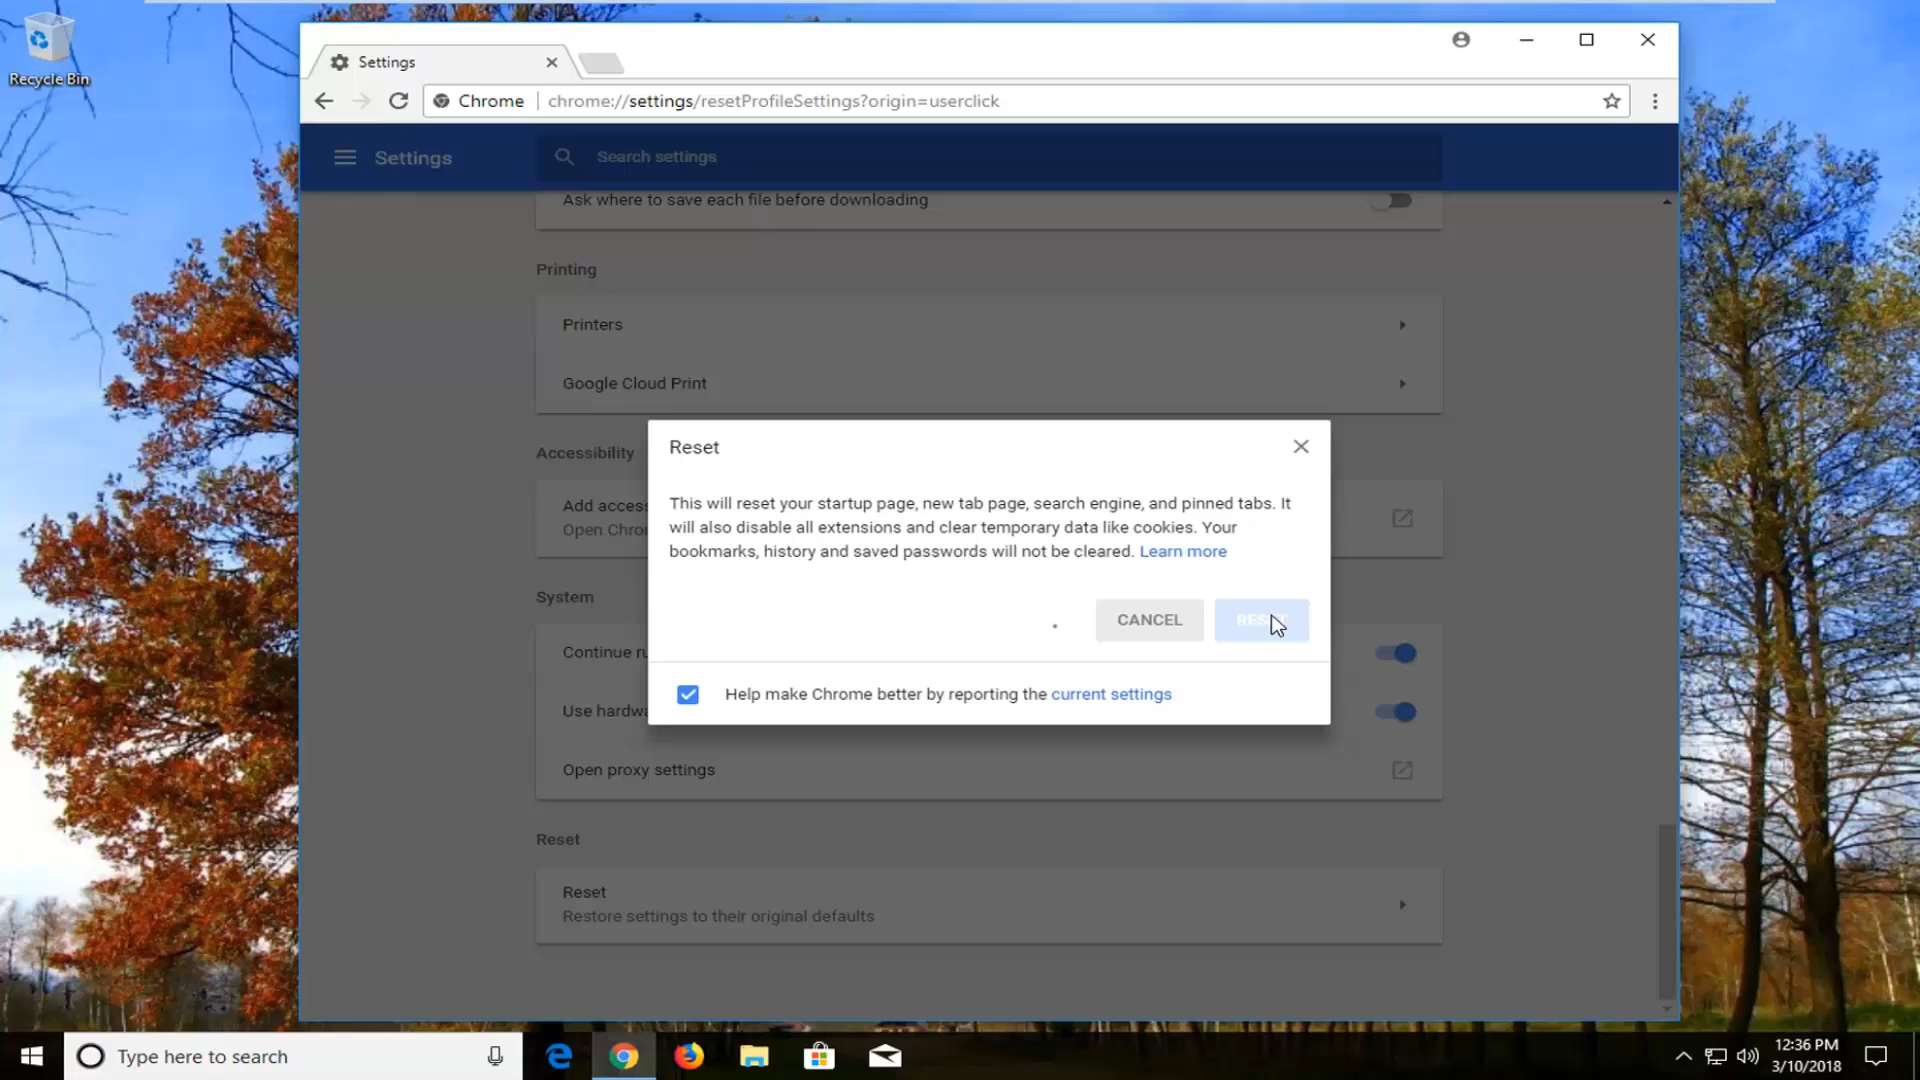 Recycle Bin
Settings
Chrome
chrome://settings/resetProfileSettings?origin=userclick
Settings
Search settings
Ask where to save each file before downloading
Printing
Printers
Google Cloud Print
Accessibility
Add acces
Open Chro
Reset
This will reset your startup page, new tab page, search engine, and pinned tabs. It
will also disable all extensions and clear temporary data like cookies. Your
bookmarks, history and saved passwords will not be cleared. Learn more
CANCEL
System
Continue ru
Use hardwa
Help make Chrome better by reporting the current settings
Open proxy settings
Reset
Reset
Restore settings to their original defaults
Type here to search
12:36 PM
3/10/2018